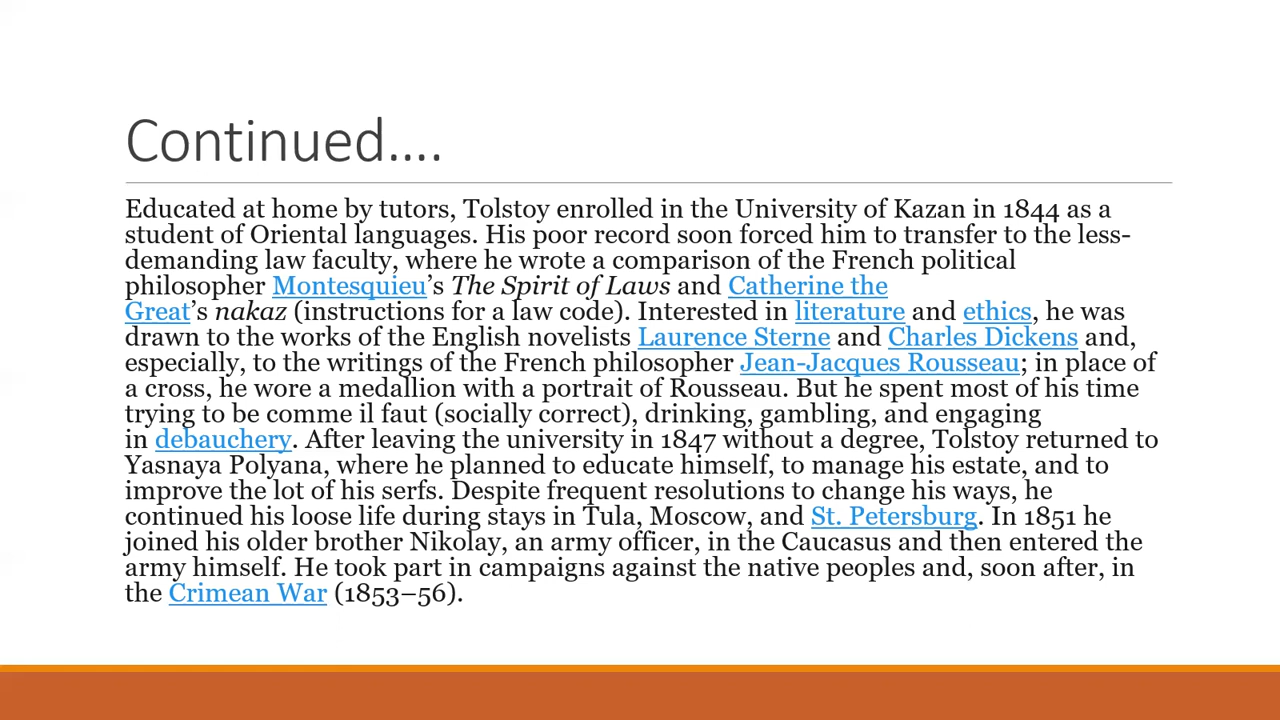 Continued....
Educated at home by tutors, Tolstoy enrolled in the University of Kazan in 1844 as a
student of Oriental languages. His poor record soon forced him to transfer to the less-
demanding law faculty, where he wrote a comparison of the French political
philosopher Montesquieu’s The Spirit of Laws and Catherine the
Great’s nakaz (instructions for a law code). Interested in literature and ethics, he was
drawn to the works of the English novelists Laurence Sterne and Charles Dickens and,
especially, to the writings of the French philosopher Jean-Jacques Rousseau; in place of
a cross, he wore a medallion with a portrait of Rousseau. But he spent most of his time
trying to be comme il faut (socially correct), drinking, gambling, and engaging
in debauchery. After leaving the university in 1847 without a degree, Tolstoy returned to
Yasnaya Polyana, where he planned to educate himself, to manage his estate, and to
improve the lot of his serfs. Despite frequent resolutions to change his ways, he
continued his loose life during stays in Tula, Moscow, and St. Petersburg. In 1851 he
joined his older brother Nikolay, an army officer, in the Caucasus and then entered the
army himself. He took part in campaigns against the native peoples and, soon after, in
the Crimean War (1853–56).